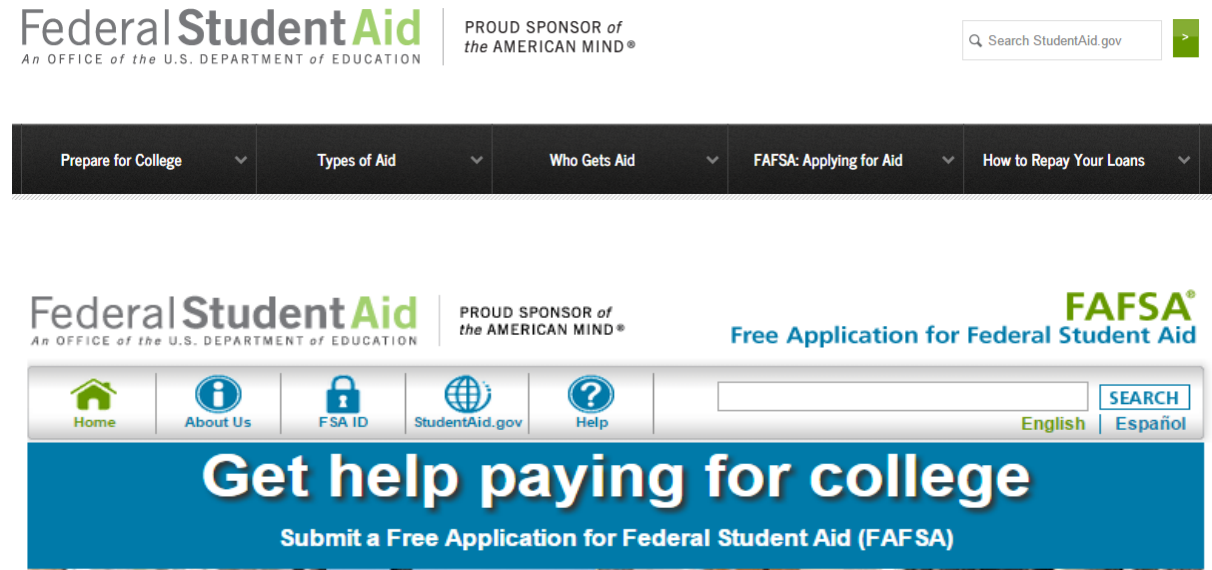 Federal Student Aid
An OFFICE of the U.S. DEPARTMENT of EDUCATION
PROUD SPONSOR of
the AMERICAN MIND®
Search StudentAid.gov
>
Prepare for College
Types of Aid
Who Gets Aid
FAFSA: Applying for Aid
How to Repay Your Loans
Federal Student Aid
An OFFICE of the U.S. DEPARTMENT of EDUCATION
PROUD SPONSOR of
the AMERICAN MIND®
FAFSA®
Free Application for Federal Student Aid
Home
About Us
FSA ID
StudentAid.gov
Help
SEARCH
English | Español
Get help paying for college
Submit a Free Application for Federal Student Aid (FAFSA)